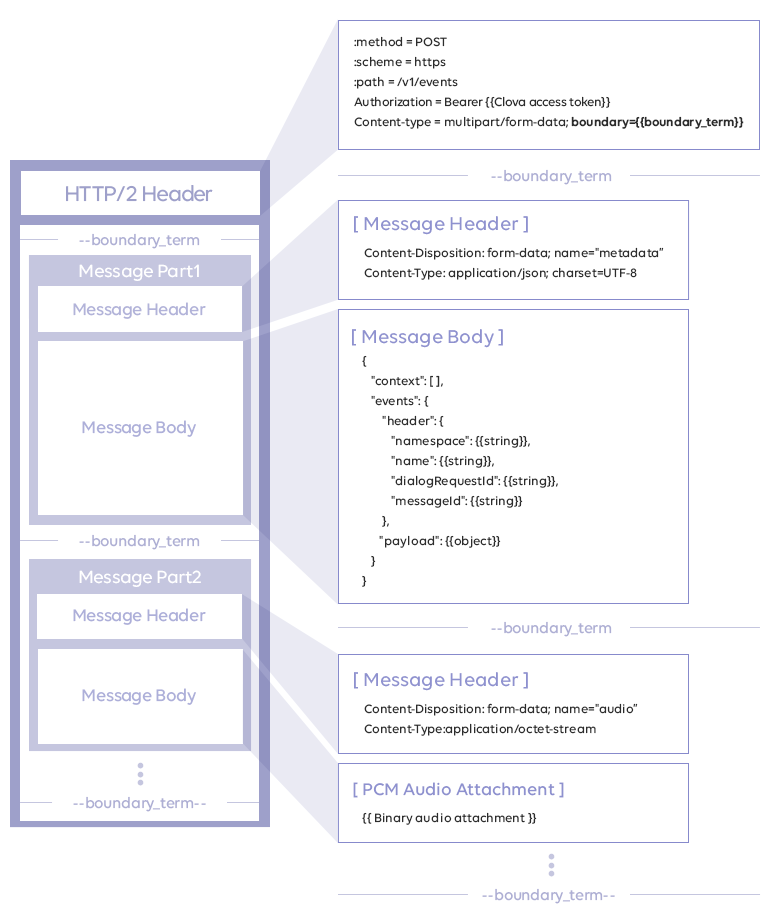 HTTP/2 Header
--boundary_term
Message Part1
Message Header
Message Body
--boundary_term
Message Part2
Message Header
Message Body
--boundary_term--
:method = POST
:scheme = https
:path = /v1/events
Authorization = Bearer {{Clova access token}}
Content-type = multipart/form-data; boundary={{boundary_term}}
--boundary_term
[ Message Header ]
Content-Disposition: form-data; name="metadata"
Content-Type: application/json; charset=UTF-8
[ Message Body ]
{
"context": [ ],
"events": {
"header": {
"namespace": {{string}},
"name": {{string}},
"dialogRequestId": {{string}},
"messageId": {{string}}
},
"payload": {{object}}
}
}
--boundary_term
[ Message Header ]
Content-Disposition: form-data; name="audio"
Content-Type:application/octet-stream
[ PCM Audio Attachment ]
{{ Binary audio attachment }}
--boundary_term--